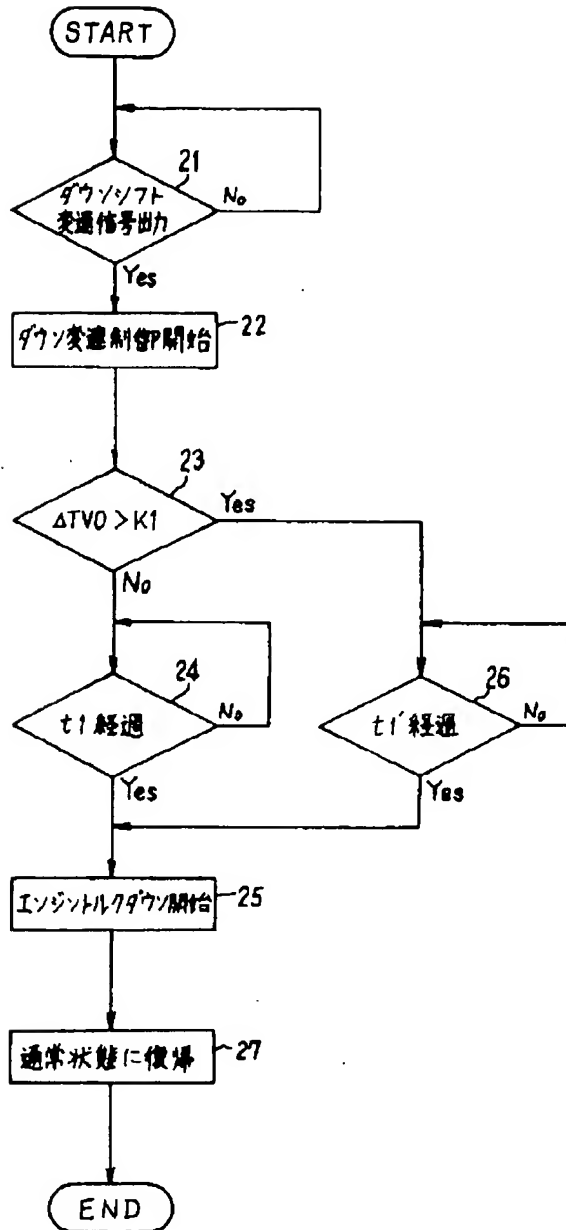 START
21
ダウンシフト
変速信号出力
No
Yes
ダウン変速制御開始
22
23
ΔTVO>K1
Yes
No
24
t1経過
No
Yes
26
t1′経過
No
Yes
エンジントルクダウン開始
25
通常状態に復帰
27
END